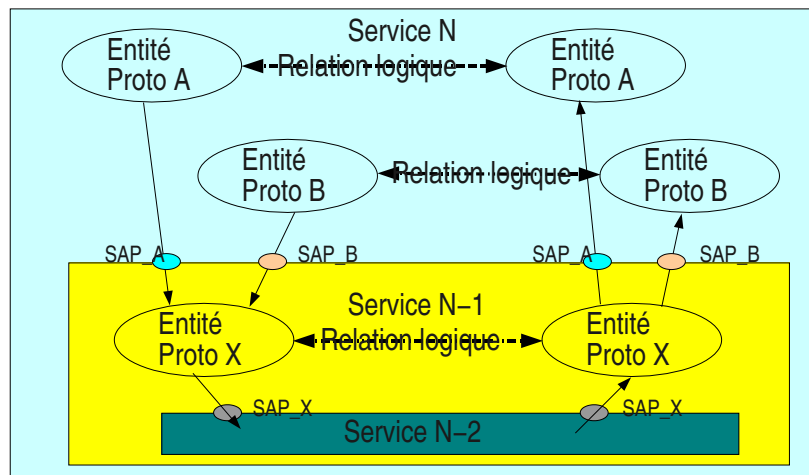 Service N
Entité
Proto A
Relation logique
Entité
Proto A
Entité
Proto B
Relation logique
Entité
Proto B
SAP_A
SAP_B
SAP_A
SAP_B
Service N-1
Entité
Proto X
Relation logique
Entité
Proto X
SAP_X
SAP_X
Service N-2